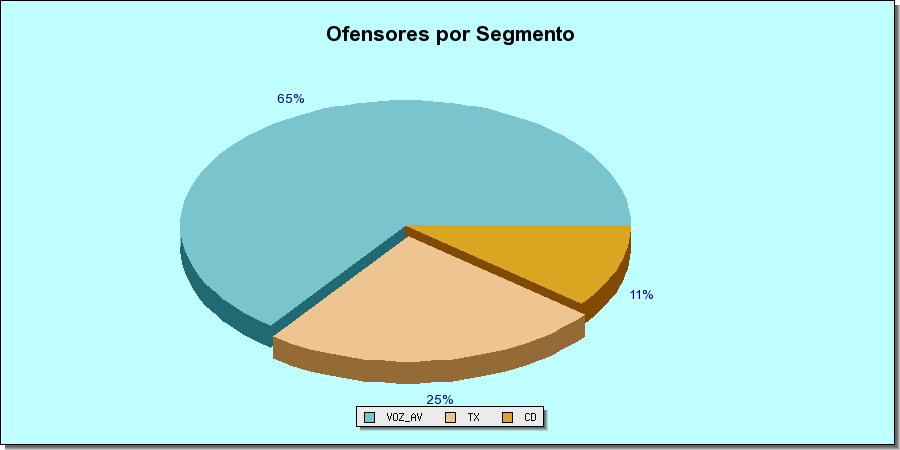 Ofensores por Segmento
65%
11%
25%
VOZ_AV TX CD